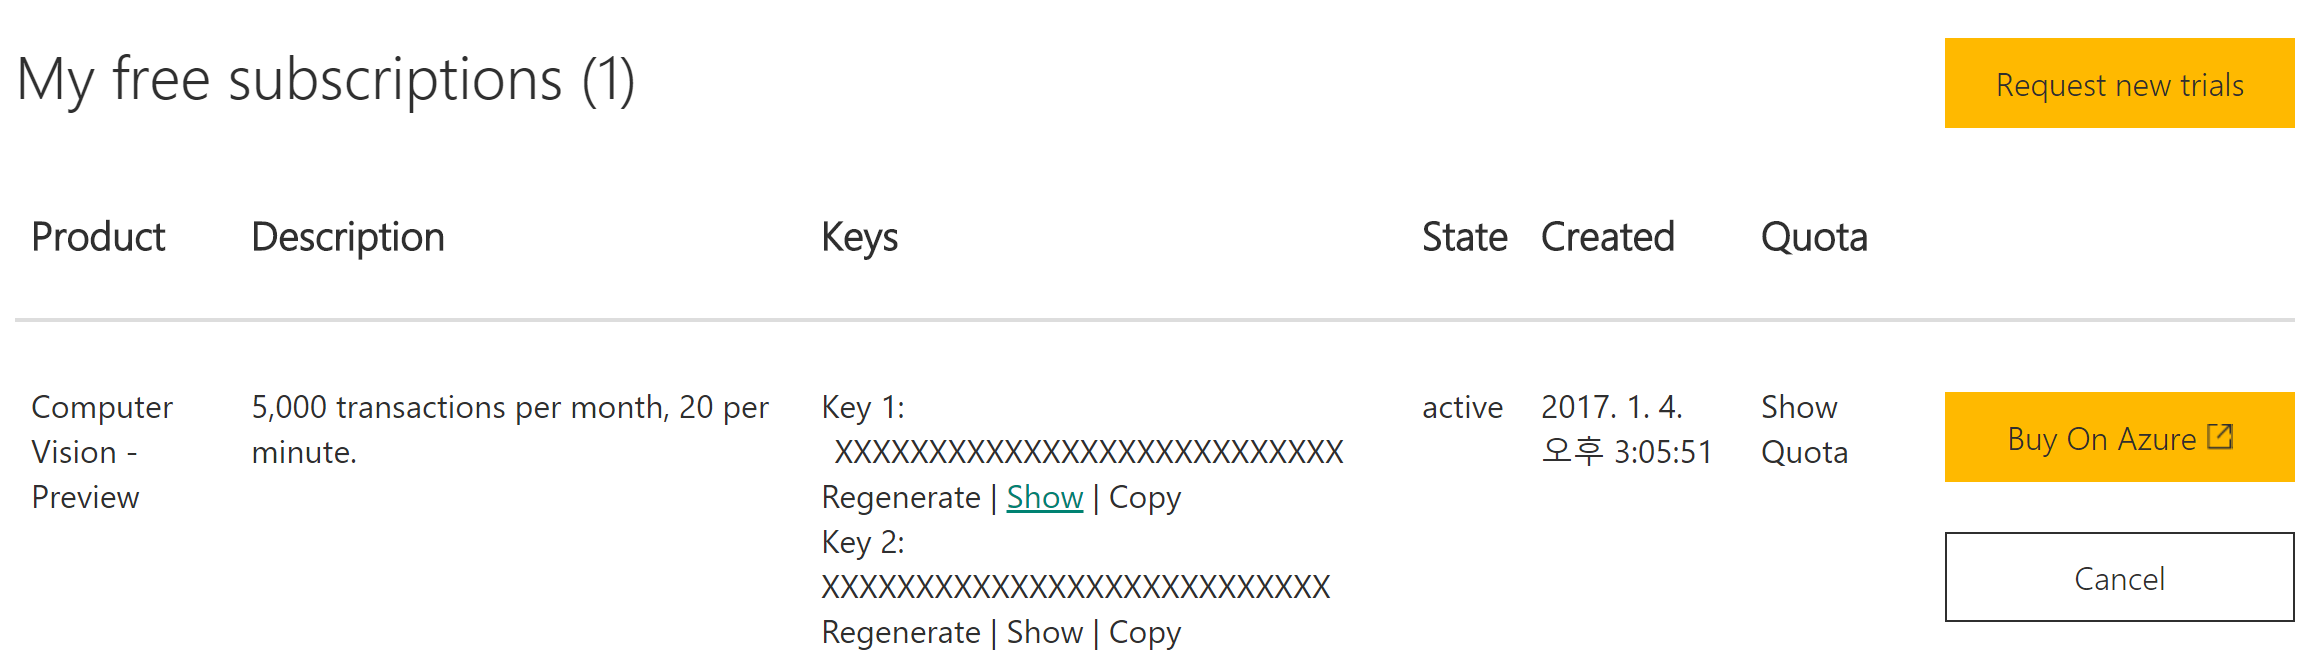 My free subscriptions (1)
Request new trials
Product Description Keys State Created Quota
Computer Vision - Preview
5,000 transactions per month, 20 per minute.
Key 1:
XXXXXXXXXXXXXXXXXXXXXXXXXXX
Regenerate | Show | Copy
Key 2:
XXXXXXXXXXXXXXXXXXXXXXXXXXX
Regenerate | Show | Copy
active
2017. 1. 4.
오후 3:05:51
Show
Quota
Buy On Azure
Cancel